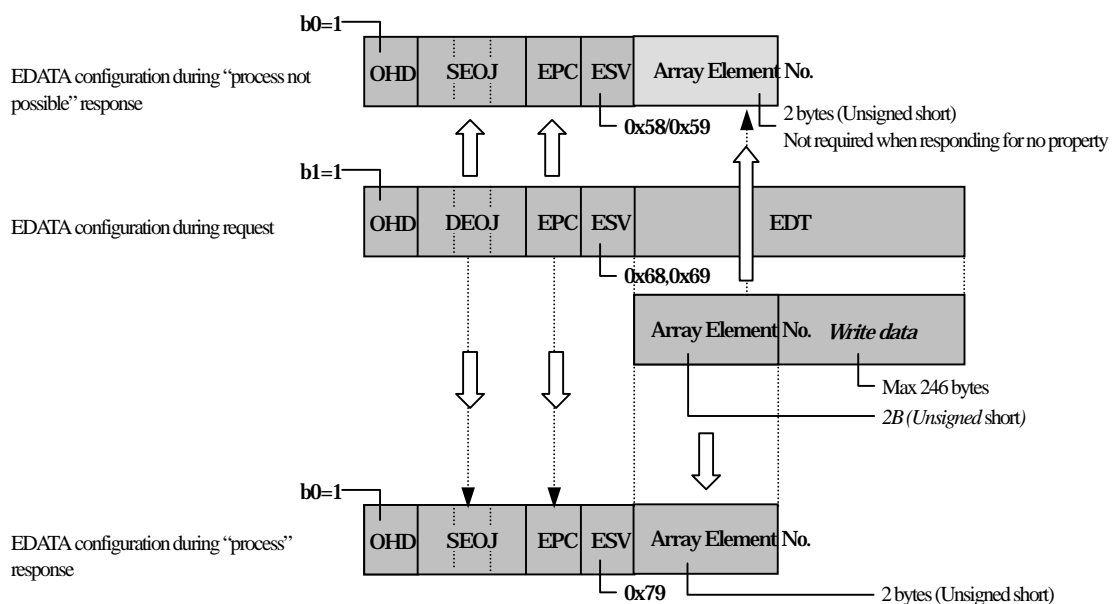 b0=1
EDATA configuration during “process not
possible” response
OHD SEOJ EPC ESV Array Element No.
0x58/0x59
2 bytes (Unsigned short)
Not required when responding for no property
b1=1
EDATA configuration during request
OHD DEOJ EPC ESV EDT
0x68,0x69
Array Element No. Write data
Max 246 bytes
2B (Unsigned short)
b0=1
EDATA configuration during “process”
response
OHD SEOJ EPC ESV Array Element No.
0x79
2 bytes (Unsigned short)